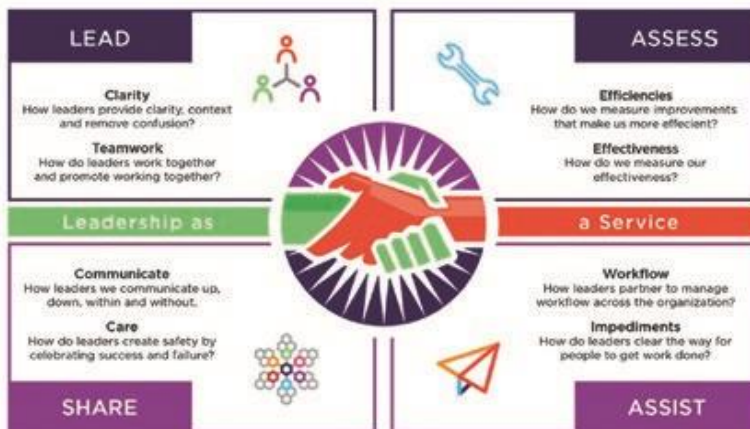 LEAD
Clarity
How leaders provide clarity, context
and remove confusion?
Teamwork
How do leaders work together
and promote working together?
ASSESS
Efficiencies
How do we measure improvements
that make us more effecient?
Effectiveness
How do we measure our
effectiveness?
Leadership as
a Service
Communicate
How leaders we communicate up,
down, within and without.
Care
How do leaders create safety by
celebrating success and failure?
SHARE
Workflow
How leaders partner to manage
workflow across the organization?
Impediments
How do leaders clear the way for
people to get work done?
ASSIST